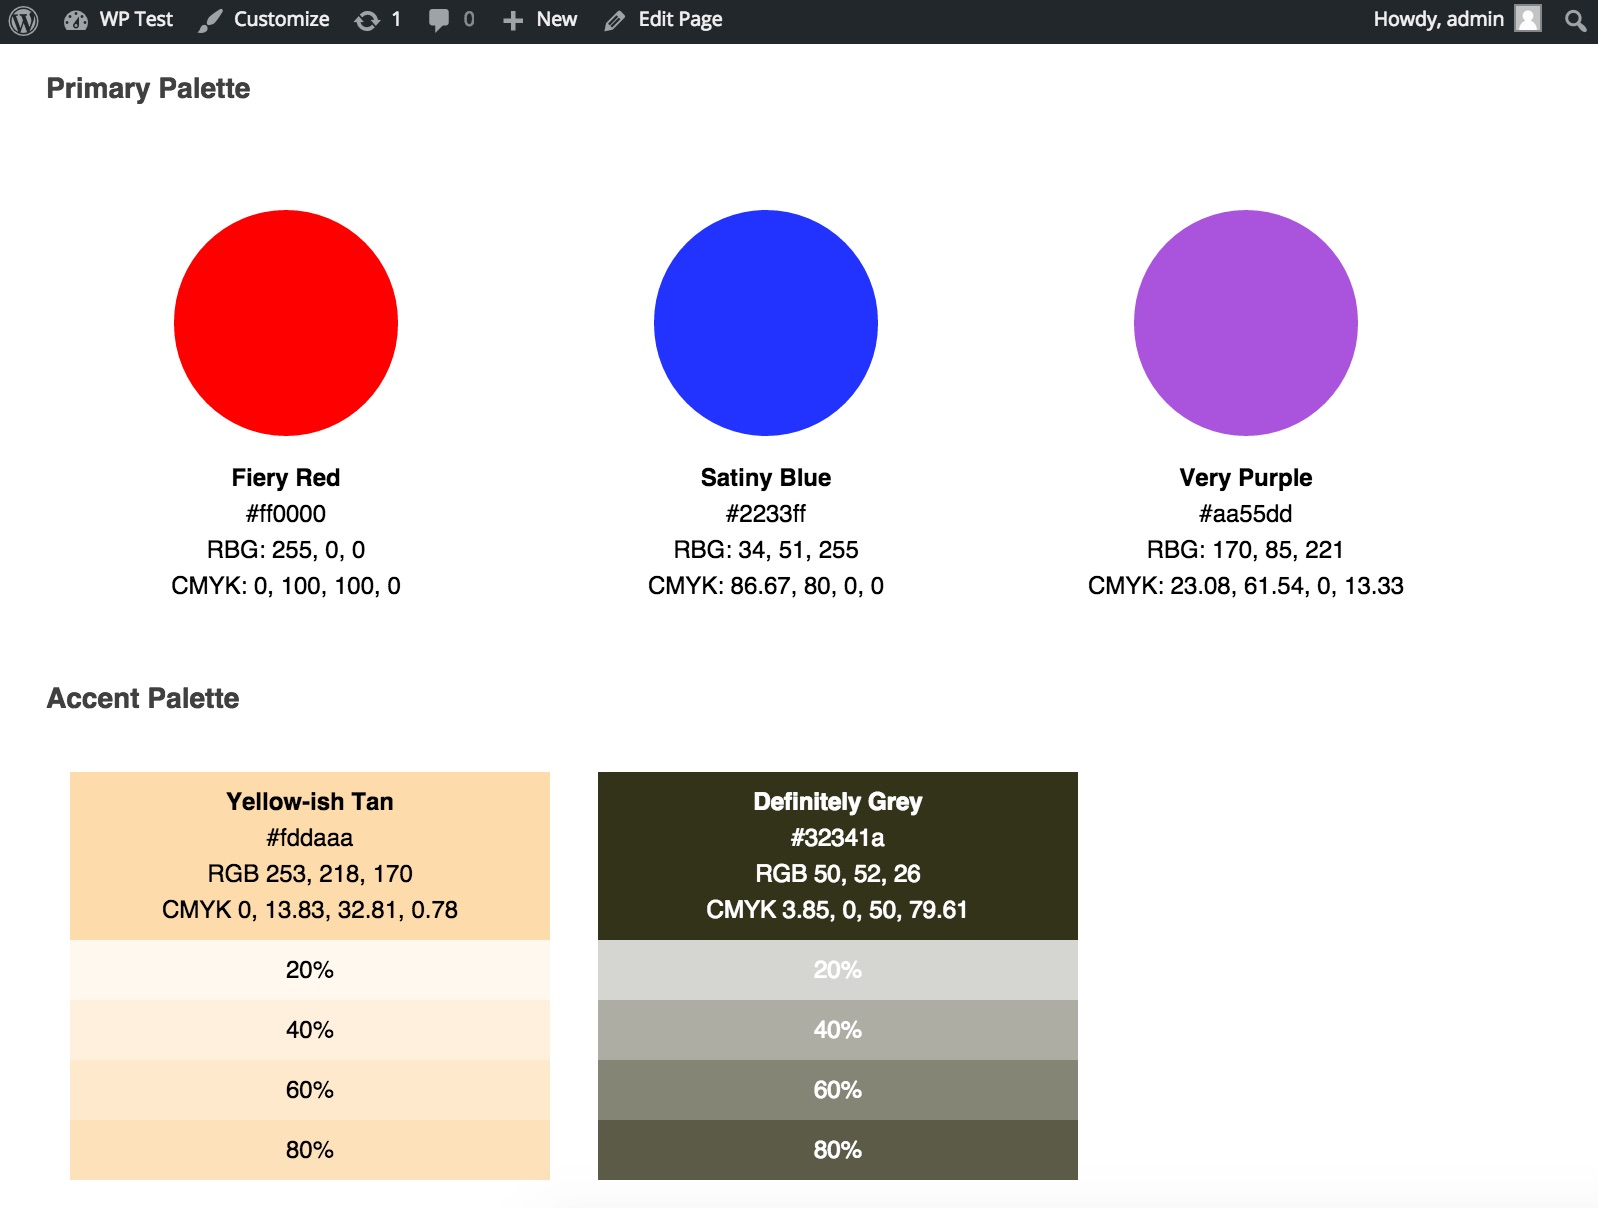 WP Test Customize 1 0 New Edit Page Howdy, admin
Primary Palette
Fiery Red
#ff0000
RBG: 255, 0, 0
CMYK: 0, 100, 100, 0
Satiny Blue
#2233ff
RBG: 34, 51, 255
CMYK: 86.67, 80, 0, 0
Very Purple
#aa55dd
RBG: 170, 85, 221
CMYK: 23.08, 61.54, 0, 13.33
Accent Palette
Yellow-ish Tan
#fddaaa
RGB 253, 218, 170
CMYK 0, 13.83, 32.81, 0.78
20%
40%
60%
80%
Definitely Grey
#32341a
RGB 50, 52, 26
CMYK 3.85, 0, 50, 79.61
20%
40%
60%
80%